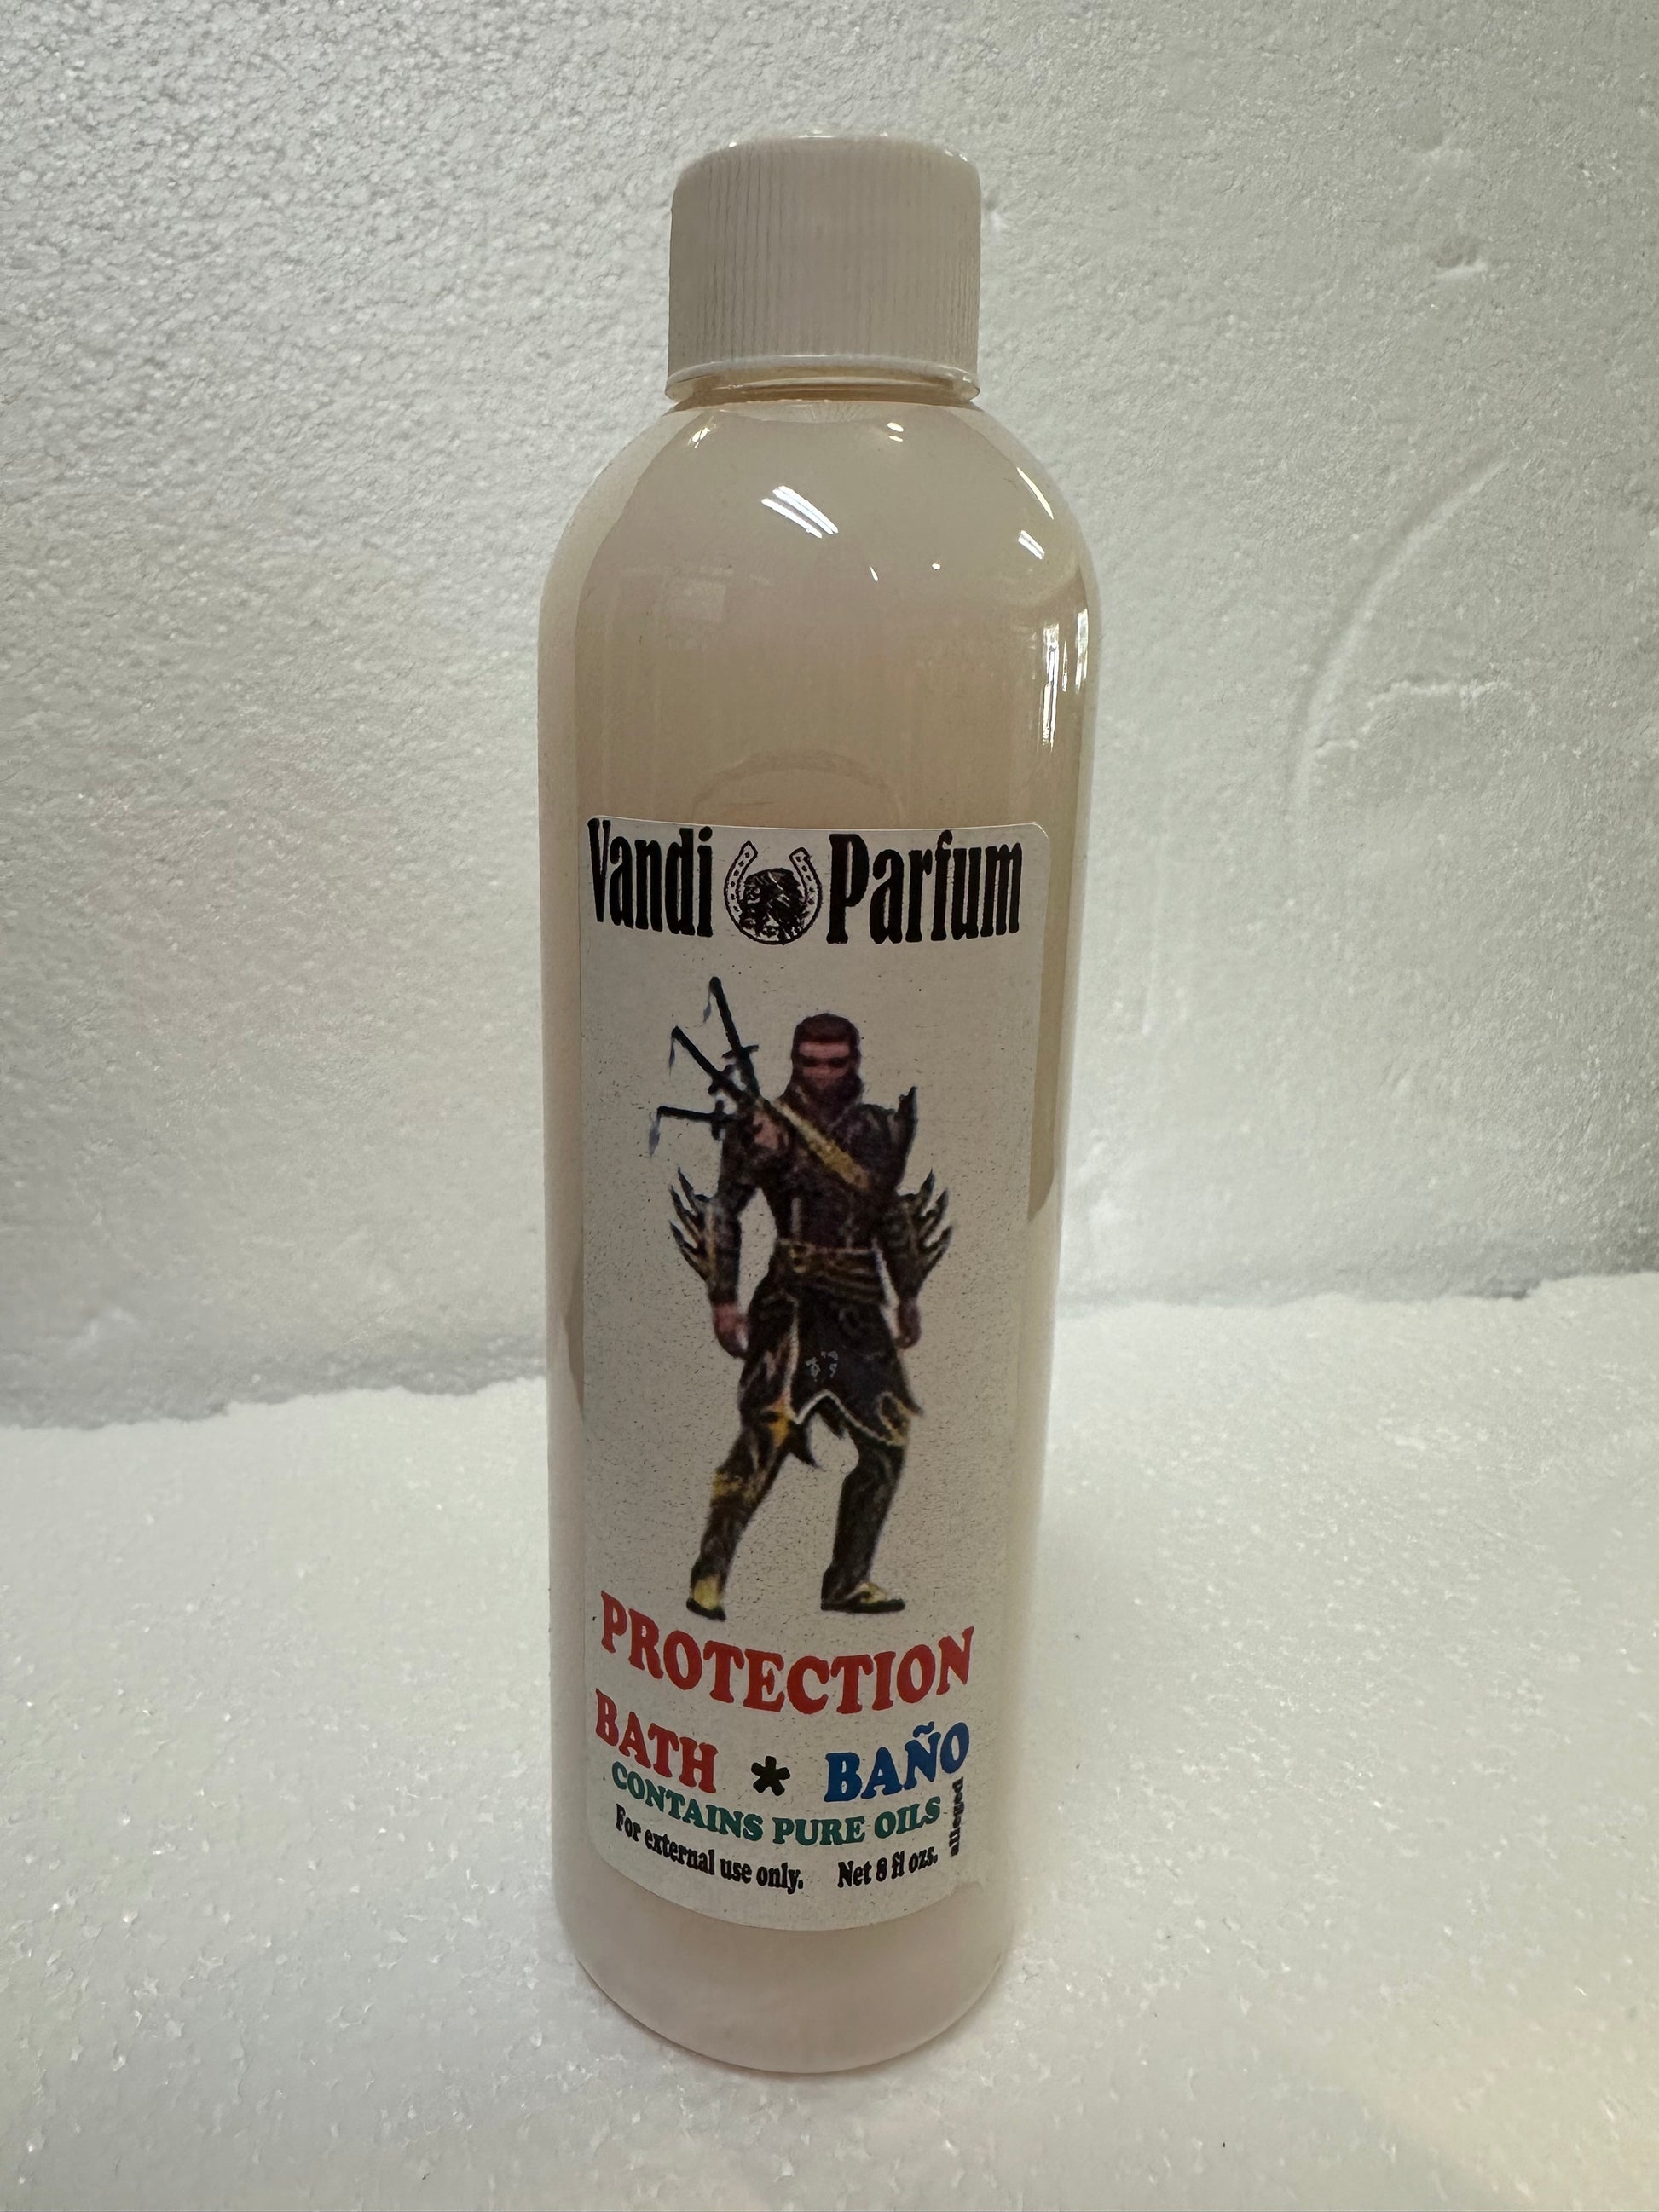 Vandi Parfum
PROTECTION
BATH * BAÑO
CONTAINS PURE OILS
alleged
For external use only. Net 8 fl ozs.